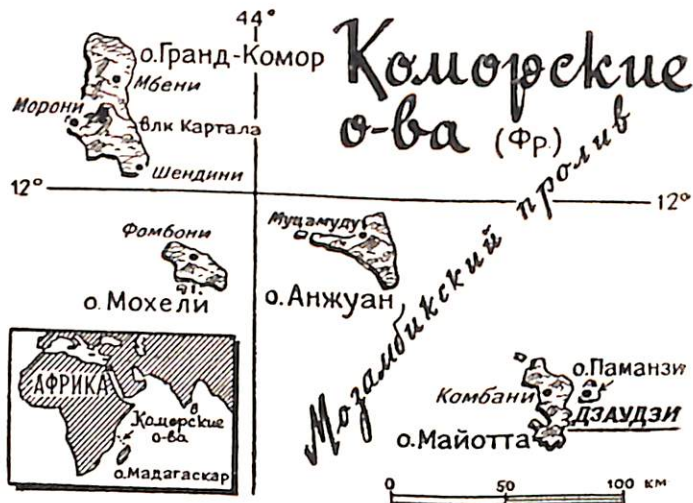 44°
о.Гранд-Комор
Мбени
Морони
влк Картала
Шендини
Коморские
о-ва (Фр.)
12°
12°
Мозамбикский пролив
Фомбони
о. Мохели
Муцамуду
о. Анжуан
о.Паманзи
Комбани
ДЗАУДЗИ
о.Майотта
АФРИКА
Коморские
о-ва
о.Мадагаскар
0 50 100 км